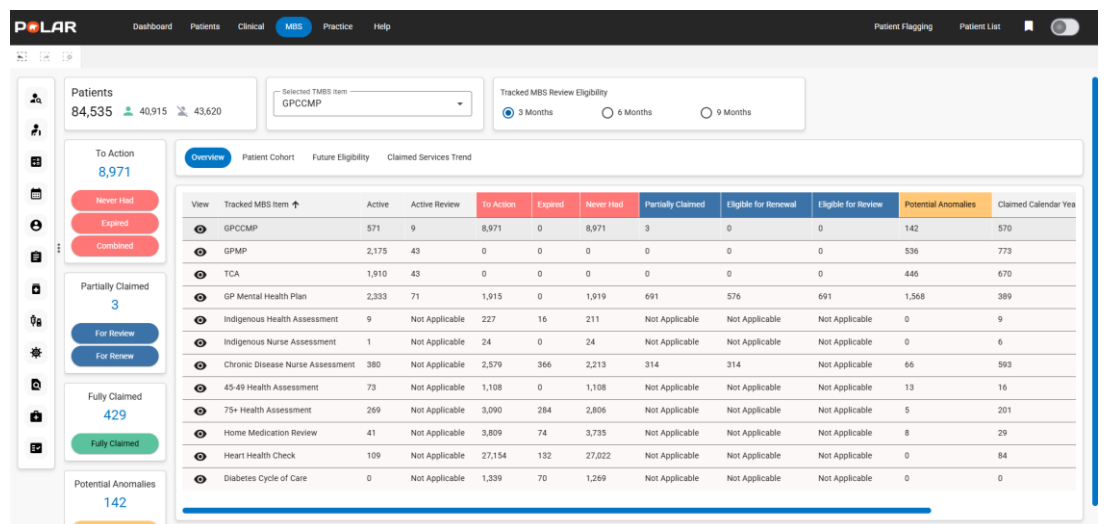 POLAR Dashboard Patients Clinical MBS Practice Help Patient Flagging Patient List
Patients
84,535 40,915 43,620
Selected TMBS item
GPCCMP
Tracked MBS Review Eligibility
3 Months 6 Months 9 Months
To Action
8,971
Never Had
Expired
Combined
Partially Claimed
3
For Review
For Renew
Fully Claimed
429
Fully Claimed
Potential Anomalies
142
Overview Patient Cohort Future Eligibility Claimed Services Trend
View Tracked MBS Item Active Active Review To Action Expired Never Had Partially Claimed Eligible for Renewal Eligible for Review Potential Anomalies Claimed Calendar Yea
GPCCMP 571 9 8,971 0 8,971 3 0 0 142 570
GPMP 2,175 43 0 0 0 0 0 0 536 773
TCA 1,910 43 0 0 0 0 0 0 446 670
GP Mental Health Plan 2,333 71 1,915 0 1,919 691 576 691 1,568 389
Indigenous Health Assessment 9 Not Applicable 227 16 211 Not Applicable Not Applicable Not Applicable 0 9
Indigenous Nurse Assessment 1 Not Applicable 24 0 24 Not Applicable Not Applicable Not Applicable 0 6
Chronic Disease Nurse Assessment 380 Not Applicable 2,579 366 2,213 314 314 Not Applicable 66 593
45-49 Health Assessment 73 Not Applicable 1,108 0 1,108 Not Applicable Not Applicable Not Applicable 13 16
75+ Health Assessment 269 Not Applicable 3,090 284 2,806 Not Applicable Not Applicable Not Applicable 5 201
Home Medication Review 41 Not Applicable 3,809 74 3,735 Not Applicable Not Applicable Not Applicable 8 29
Heart Health Check 109 Not Applicable 27,154 132 27,022 Not Applicable Not Applicable Not Applicable 0 84
Diabetes Cycle of Care 0 Not Applicable 1,339 70 1,269 Not Applicable Not Applicable Not Applicable 0 0